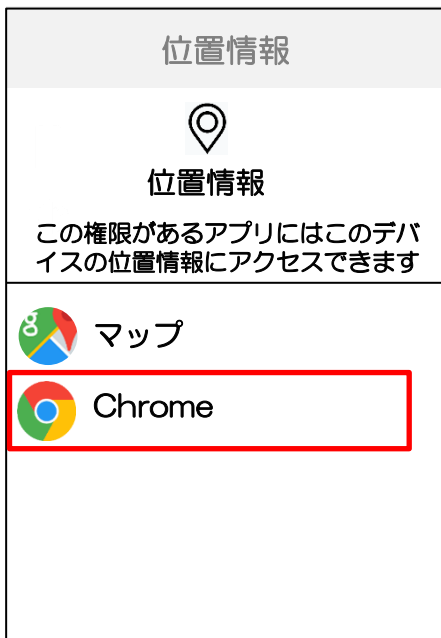 位置情報
位置情報
この権限があるアプリにはこのデバ
イスの位置情報にアクセスできます
マップ
Chrome